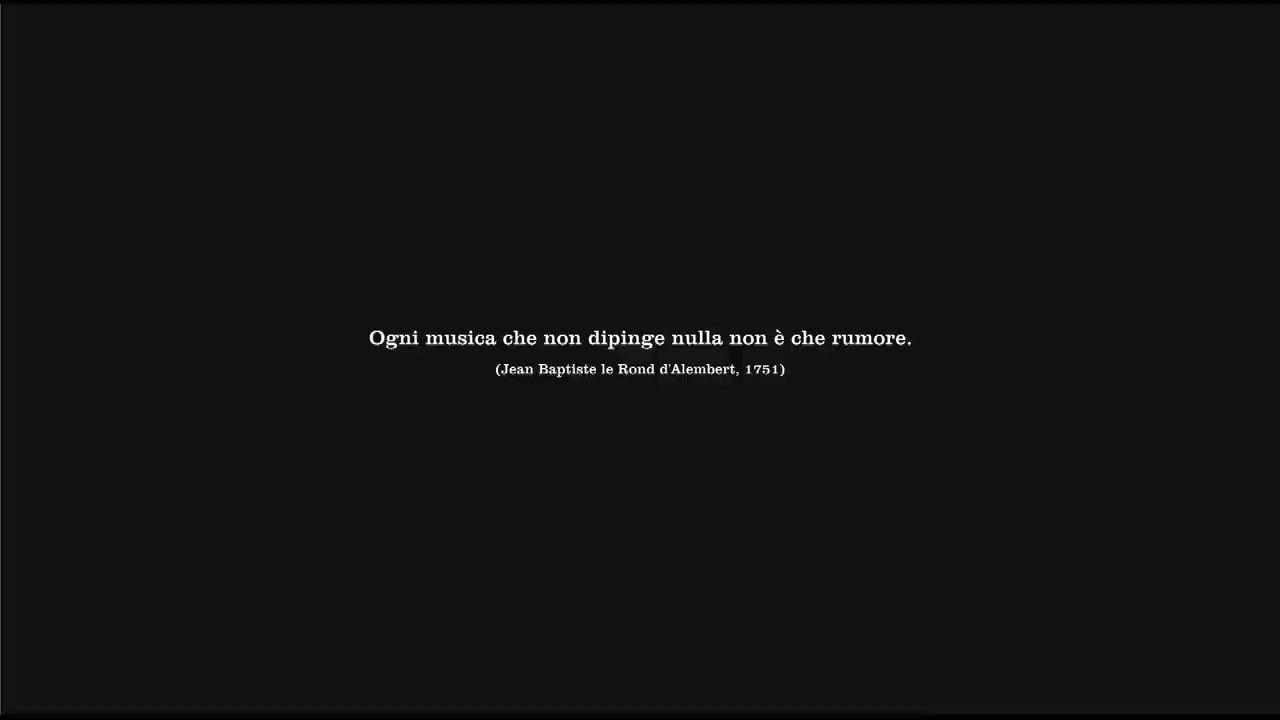 Ogni musica che non dipinge nulla non è che rumore.
(Jean Baptiste le Rond d'Alembert, 1751)